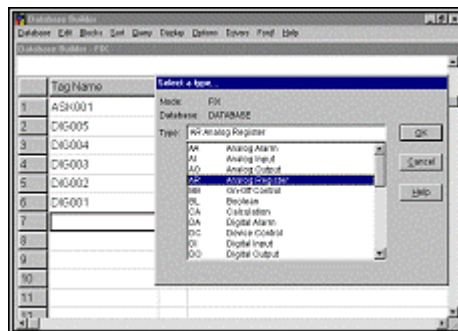 Database Builder
Database Edit Blocks Sort Query Display Options Drivers Font Help
Database Builder - FIX
Tag Name
1 ASK001
2 DIG005
3 DIG004
4 DIG003
5 DIG002
6 DIG001
7
8
9
10
11
12
Select a type...
Node: FIX
Database: DATABASE
Type: AR Analog Register
AA Analog Alarm
AI Analog Input
AO Analog Output
AR Analog Register
BB On-Off Control
BL Boolean
CA Calculation
DA Digital Alarm
DC Device Control
DI Digital Input
DO Digital Output
OK
Cancel
Help